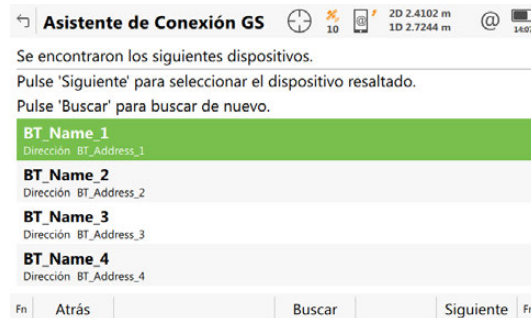 Asistente de Conexión GS
10
@
2D 2.4102 m
1D 2.7244 m
@
Se encontraron los siguientes dispositivos.
Pulse 'Siguiente' para seleccionar el dispositivo resaltado.
Pulse 'Buscar' para buscar de nuevo.
BT_Name_1
Dirección BT_Address_1
BT_Name_2
Dirección BT_Address_2
BT_Name_3
Dirección BT_Address_3
BT_Name_4
Dirección BT_Address_4
Fn Atrás Buscar Siguiente